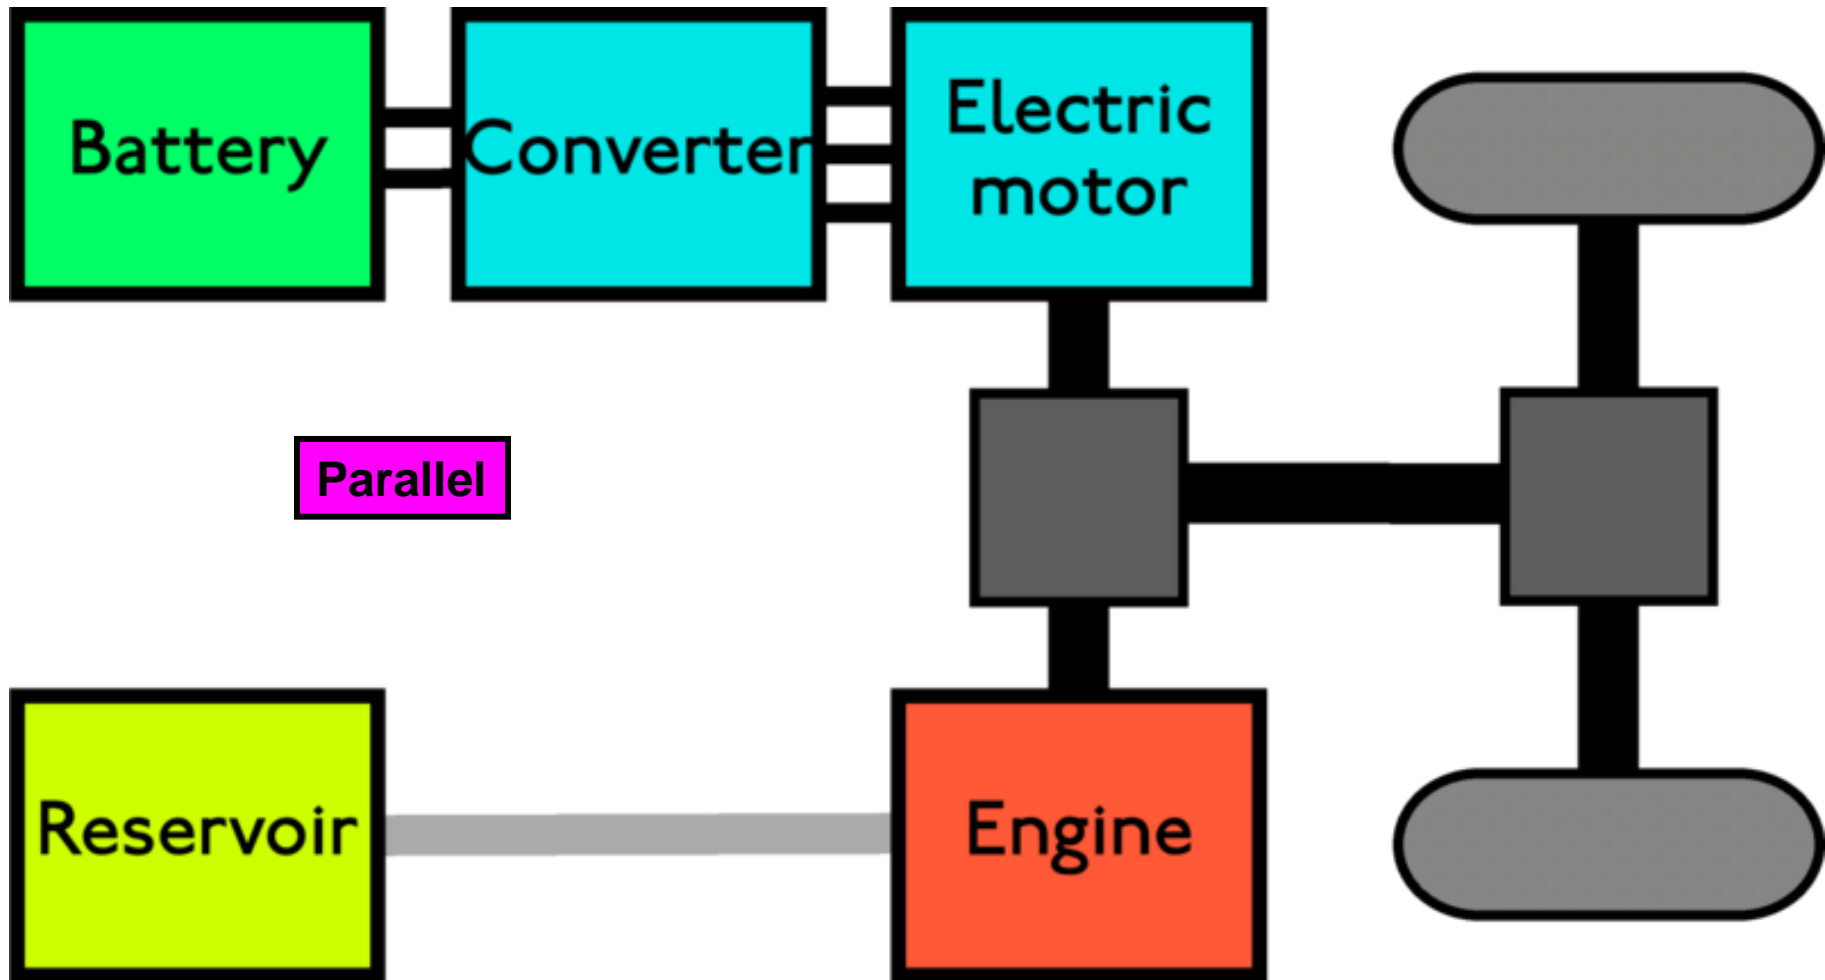 Battery
Converter
Electric
motor
Parallel
Reservoir
Engine